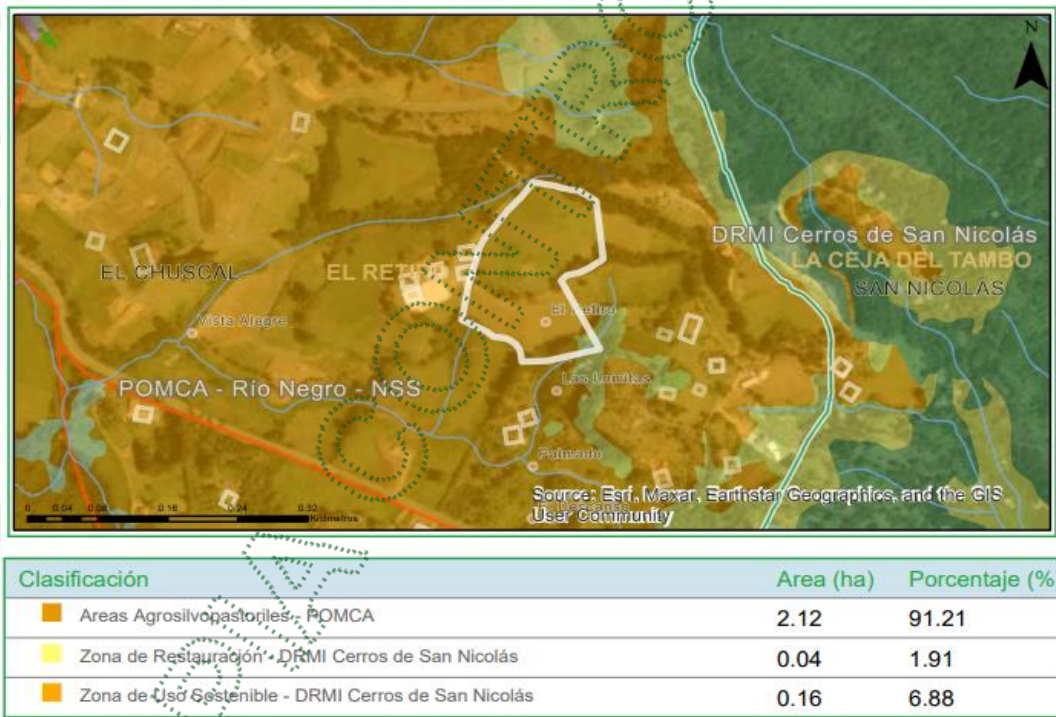 N
DRMI Cerros de San Nicolás
LA CEJA DEL TAMBO
EL CHUSCAL
EL RETIRO
SAN NICOLAS
El Retiro
Vista Alegre
Las Lomitas
POMCA - Río Negro - NSS
Palmado
Source: Esri, Maxar, Earthstar Geographics, and the GIS
User Community
0 0.04 0.08 0.16 0.24 0.32
Kilómetros
Clasificación Area (ha) Porcentaje (%
Areas Agrosilvopastoriles - POMCA 2.12 91.21
Zona de Restauración - DRMI Cerros de San Nicolás 0.04 1.91
Zona de Uso Sostenible - DRMI Cerros de San Nicolás 0.16 6.88